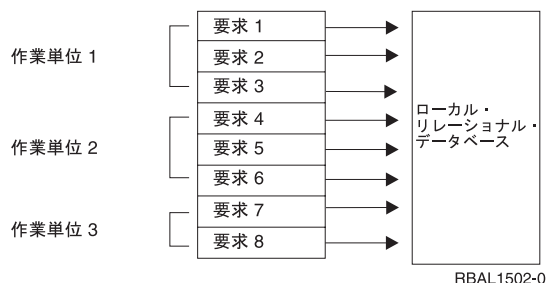 作業単位 1
要求 1
要求 2
要求 3
作業単位 2
要求 4
要求 5
要求 6
作業単位 3
要求 7
要求 8
ローカル・
リレーショナル・
データベース
RBAL1502-0